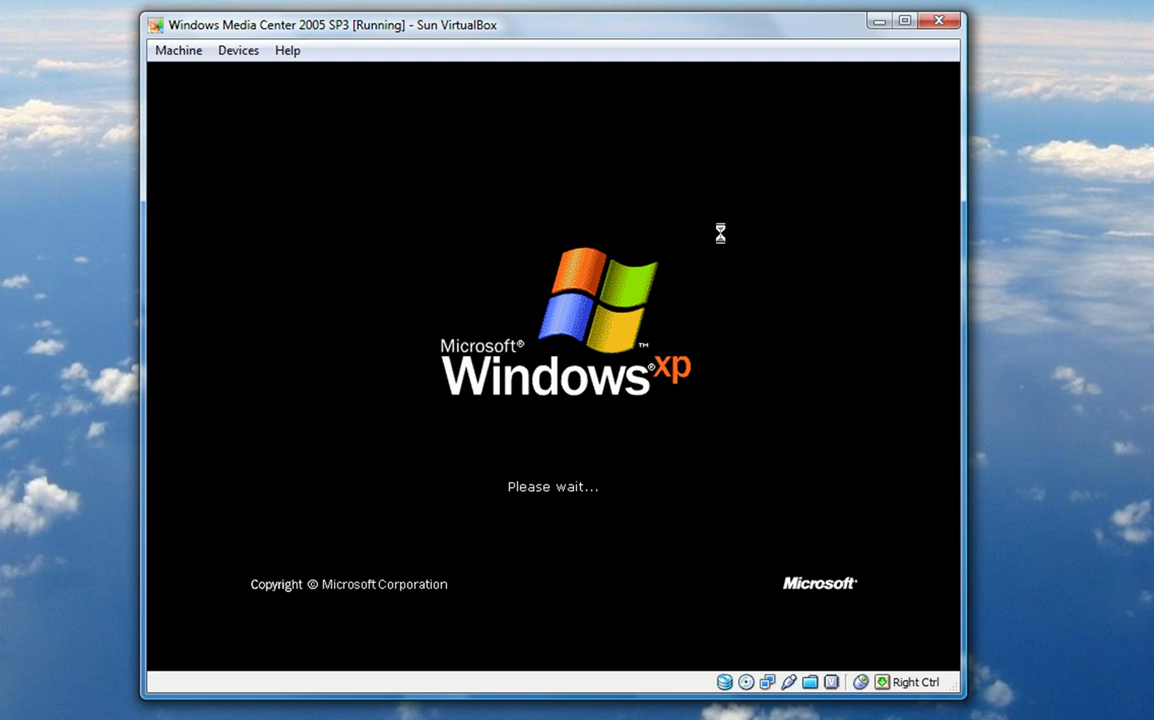 Windows Media Center 2005 SP3 [Running] - Sun VirtualBox
Machine Devices Help
Microsoft®
Windows® xp ™
Please wait...
Copyright © Microsoft Corporation
Microsoft
Right Ctrl